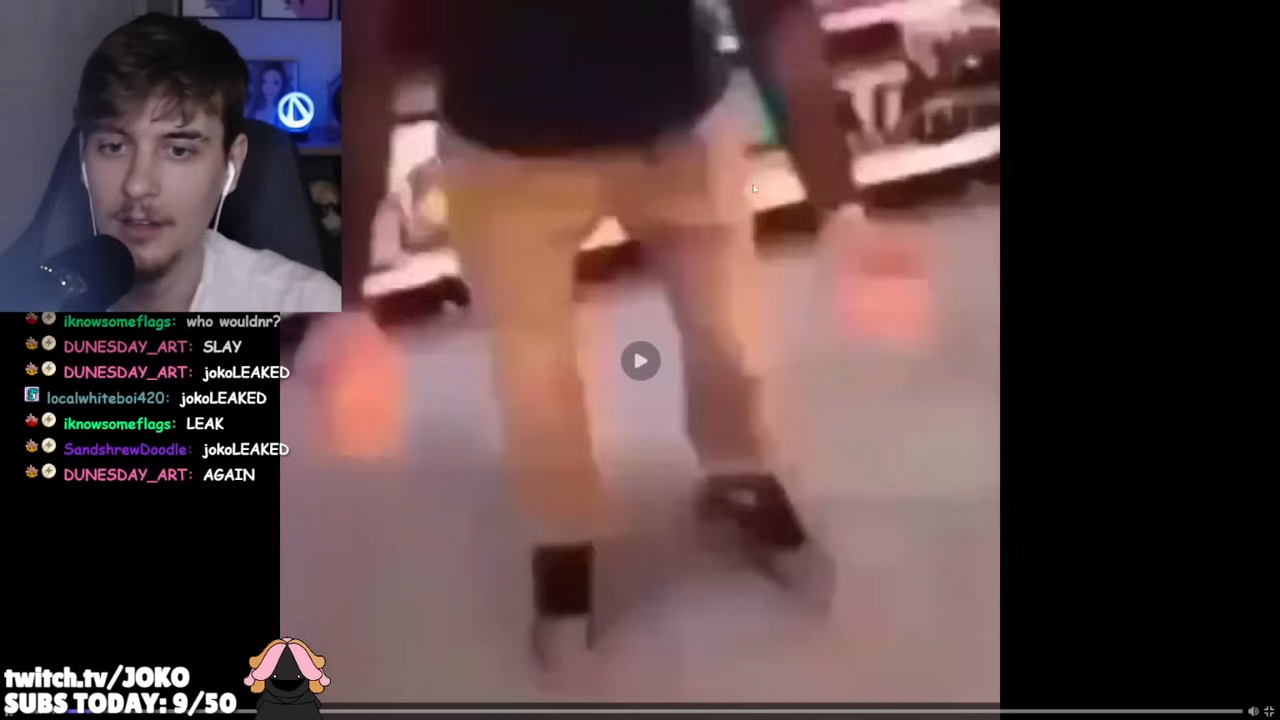 iknowsomeflags: who wouldnr?
DUNESDAY_ART: SLAY
DUNESDAY_ART: jokoLEAKED
localwhiteboi420: jokoLEAKED
iknowsomeflags: LEAK
SandshrewDoodle: jokoLEAKED
DUNESDAY_ART: AGAIN
twitch.tv/JOKO
SUBS TODAY: 9/50